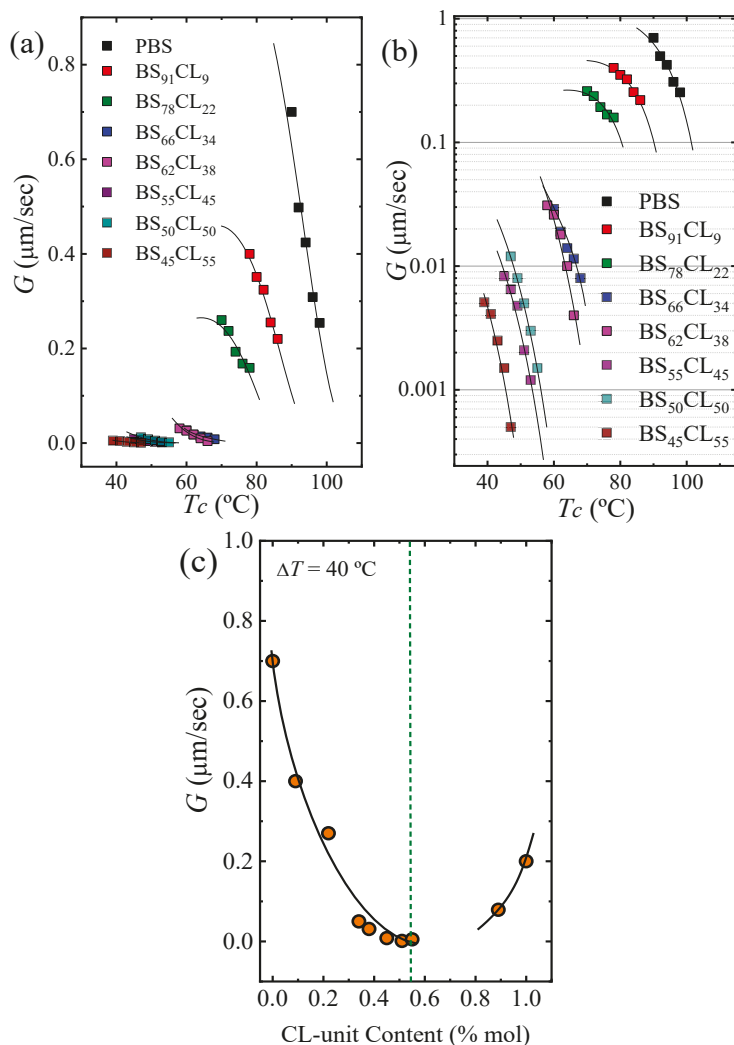 (a)
PBS
BS₉₁CL₉
BS₇₈CL₂₂
BS₆₆CL₃₄
BS₆₂CL₃₈
BS₅₅CL₄₅
BS₅₀CL₅₀
BS₄₅CL₅₅
0.8
0.6
0.4
0.2
0.0
G (μm/sec)
40 60 80 100
Tc (ºC)
(b)
1
0.1
0.01
0.001
G (μm/sec)
PBS
BS₉₁CL₉
BS₇₈CL₂₂
BS₆₆CL₃₄
BS₆₂CL₃₈
BS₅₅CL₄₅
BS₅₀CL₅₀
BS₄₅CL₅₅
40 60 80 100
Tc (ºC)
(c)
ΔT = 40 ºC
1.0
0.8
0.6
0.4
0.2
0.0
G (μm/sec)
0.0 0.2 0.4 0.6 0.8 1.0
CL-unit Content (% mol)